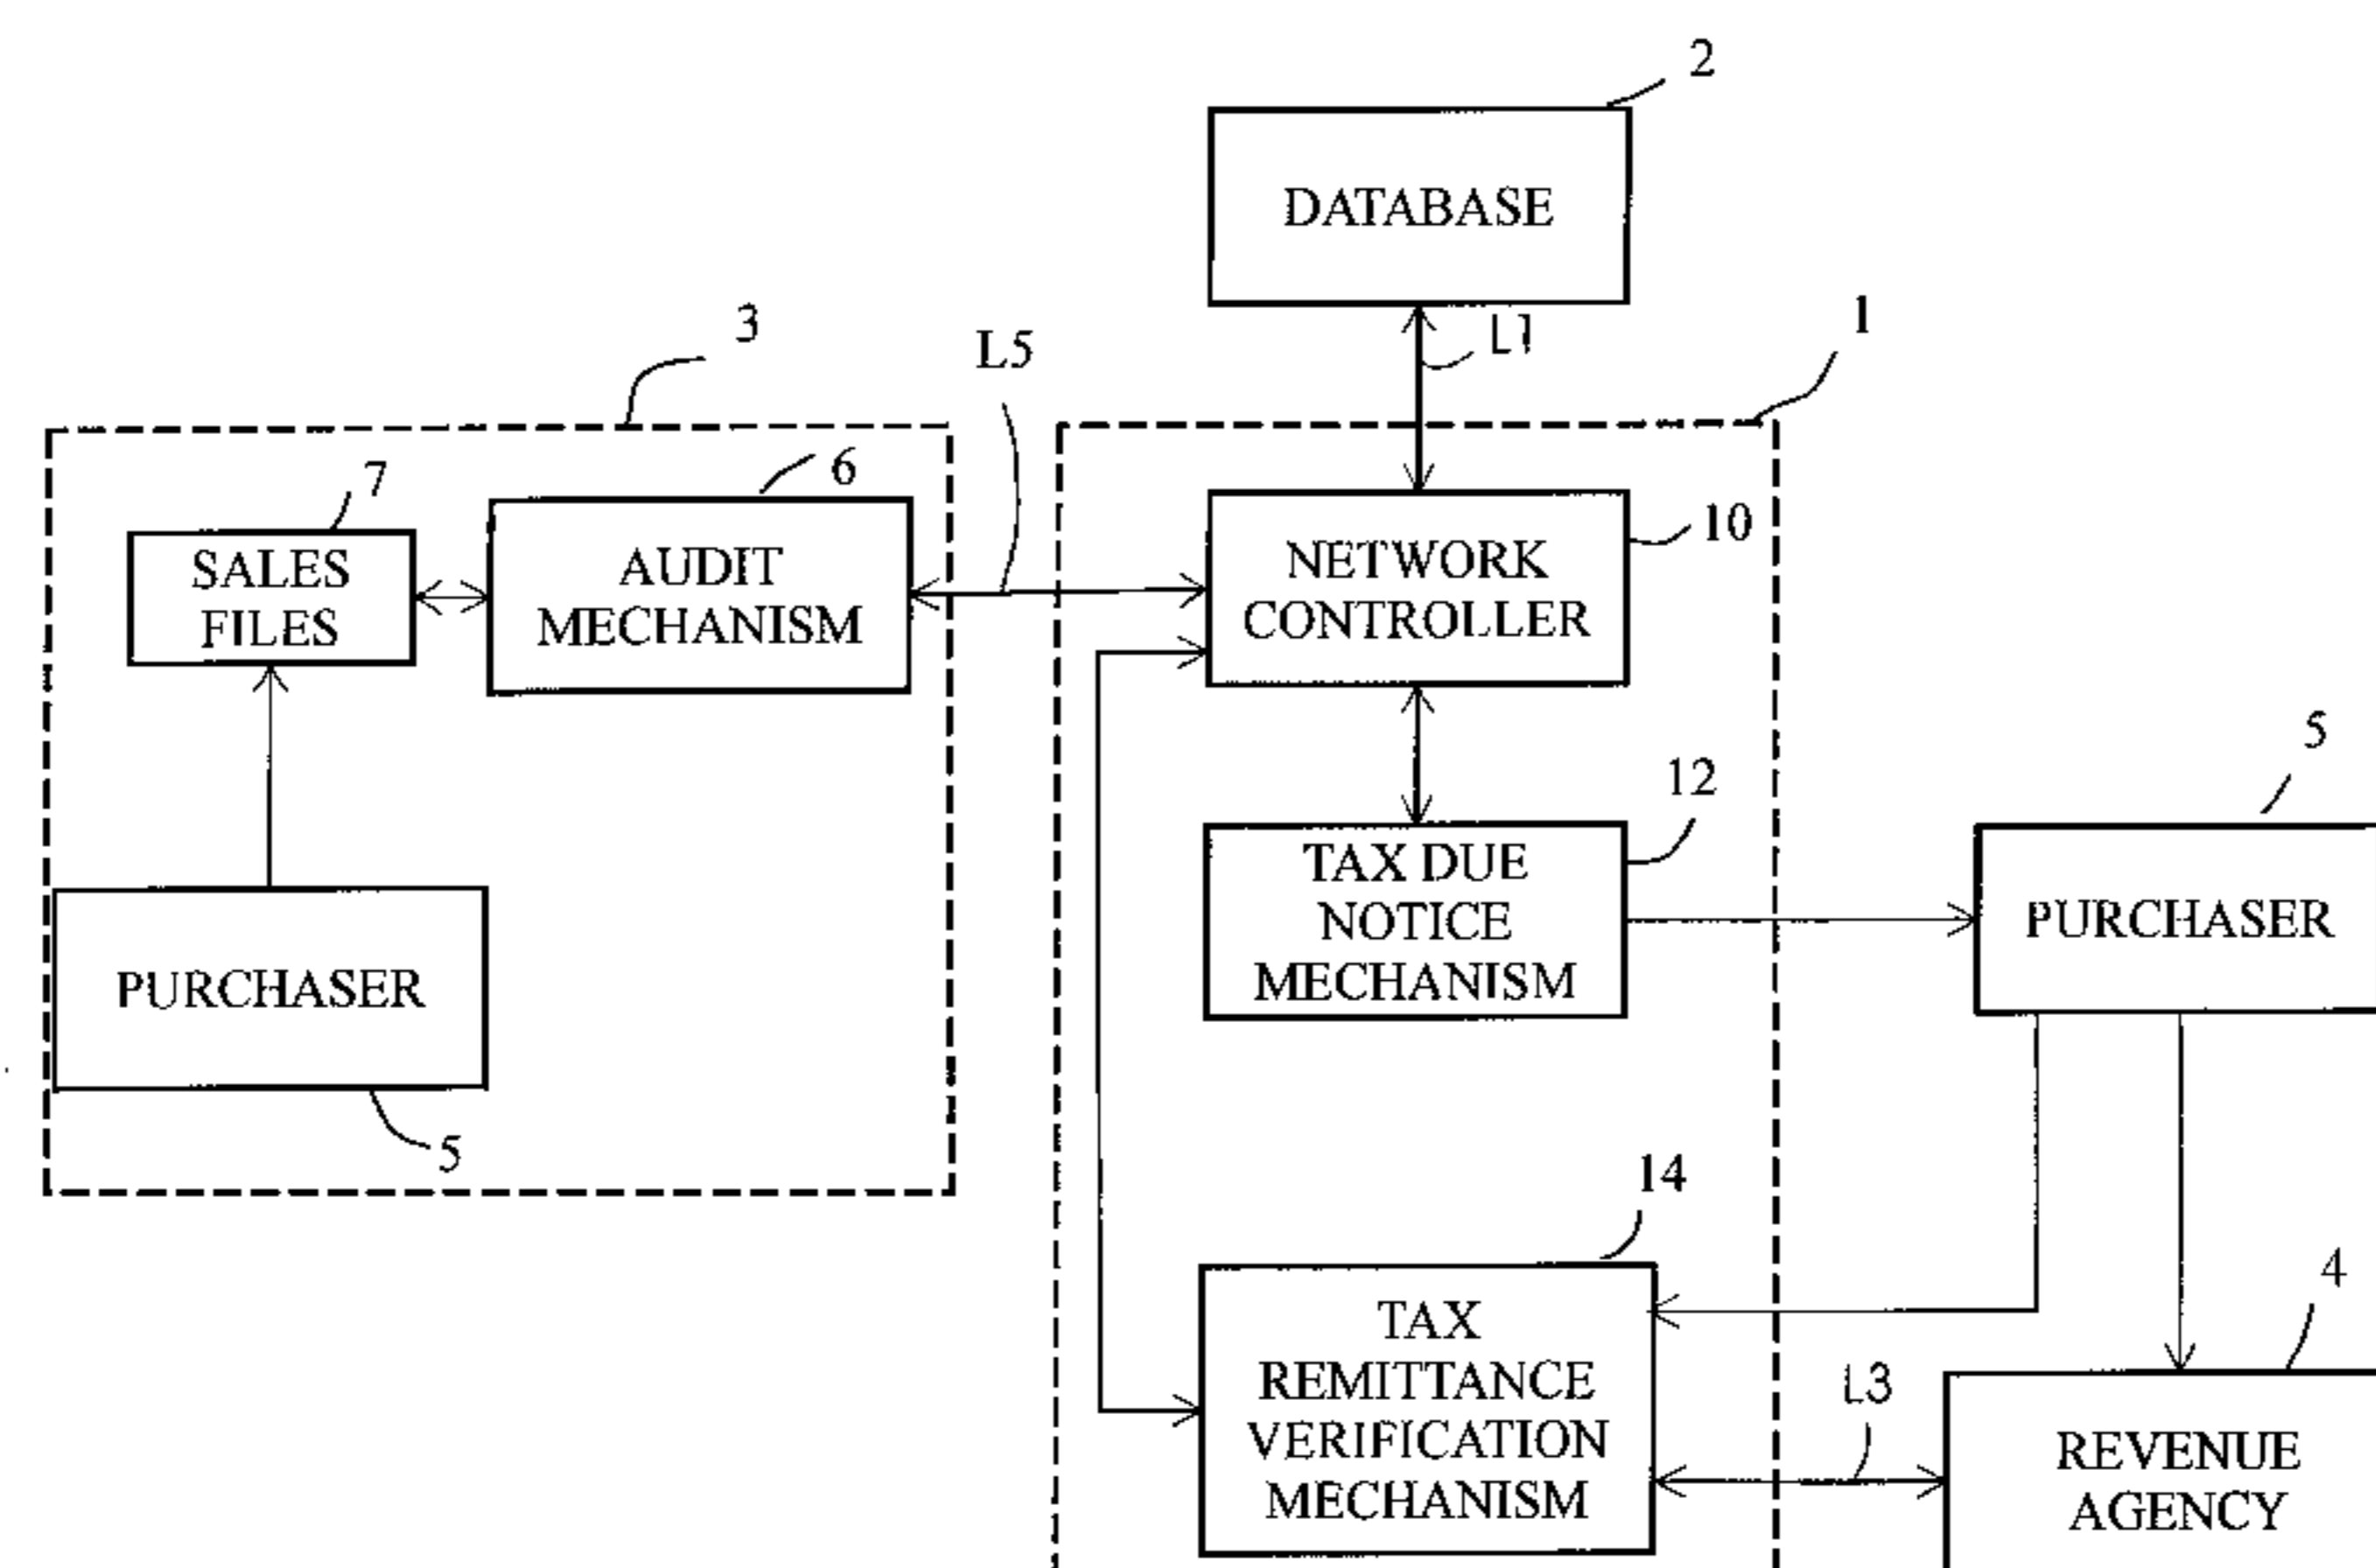 2
DATABASE
L1
1
3
L5
7
6
10
SALES
FILES
AUDIT
MECHANISM
NETWORK
CONTROLLER
5
12
TAX DUE
NOTICE
MECHANISM
PURCHASER
PURCHASER
5
14
4
TAX
REMITTANCE
VERIFICATION
MECHANISM
L3
REVENUE
AGENCY